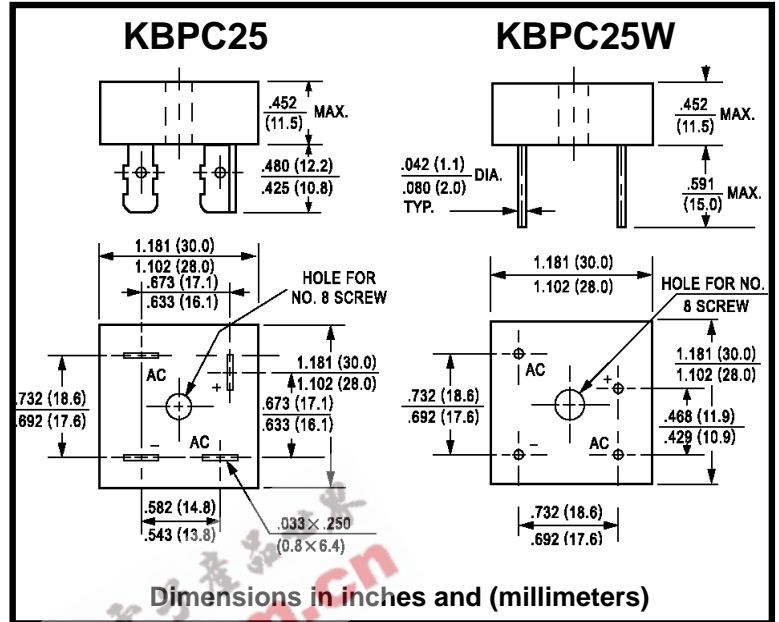 KBPC25
.452
(11.5)
MAX.
.480 (12.2)
.425 (10.8)
1.181 (30.0)
1.102 (28.0)
.673 (17.1)
.633 (16.1)
HOLE FOR
NO. 8 SCREW
AC
+
1.181 (30.0)
1.102 (28.0)
.732 (18.6)
.692 (17.6)
.673 (17.1)
.633 (16.1)
−
AC
.582 (14.8)
.543 (13.8)
.033×.250
(0.8×6.4)
KBPC25W
.452
(11.5)
MAX.
.042 (1.1)
.080 (2.0)
DIA.
TYP.
.591
(15.0)
MAX.
1.181 (30.0)
1.102 (28.0)
HOLE FOR NO.
8 SCREW
AC
+
1.181 (30.0)
1.102 (28.0)
.732 (18.6)
.692 (17.6)
.468 (11.9)
.429 (10.9)
−
AC
.732 (18.6)
.692 (17.6)
Dimensions in inches and (millimeters)